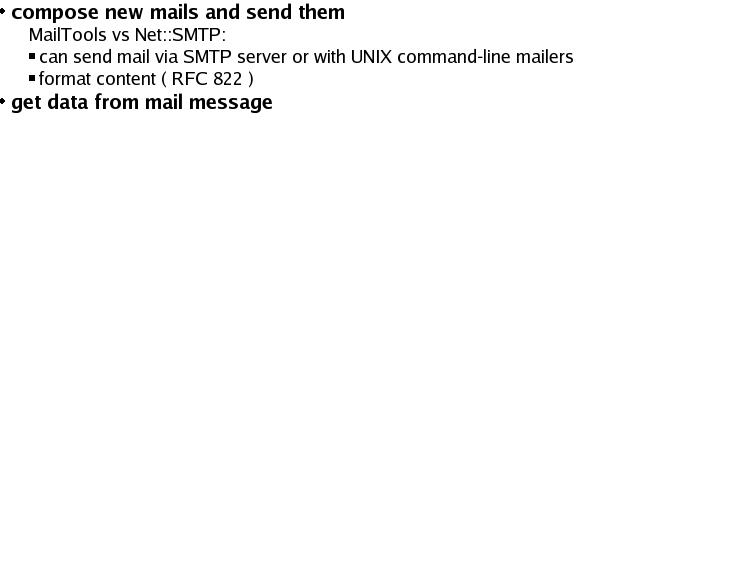 • compose new mails and send them
MailTools vs Net::SMTP:
▪ can send mail via SMTP server or with UNIX command-line mailers
▪ format content ( RFC 822 )
• get data from mail message